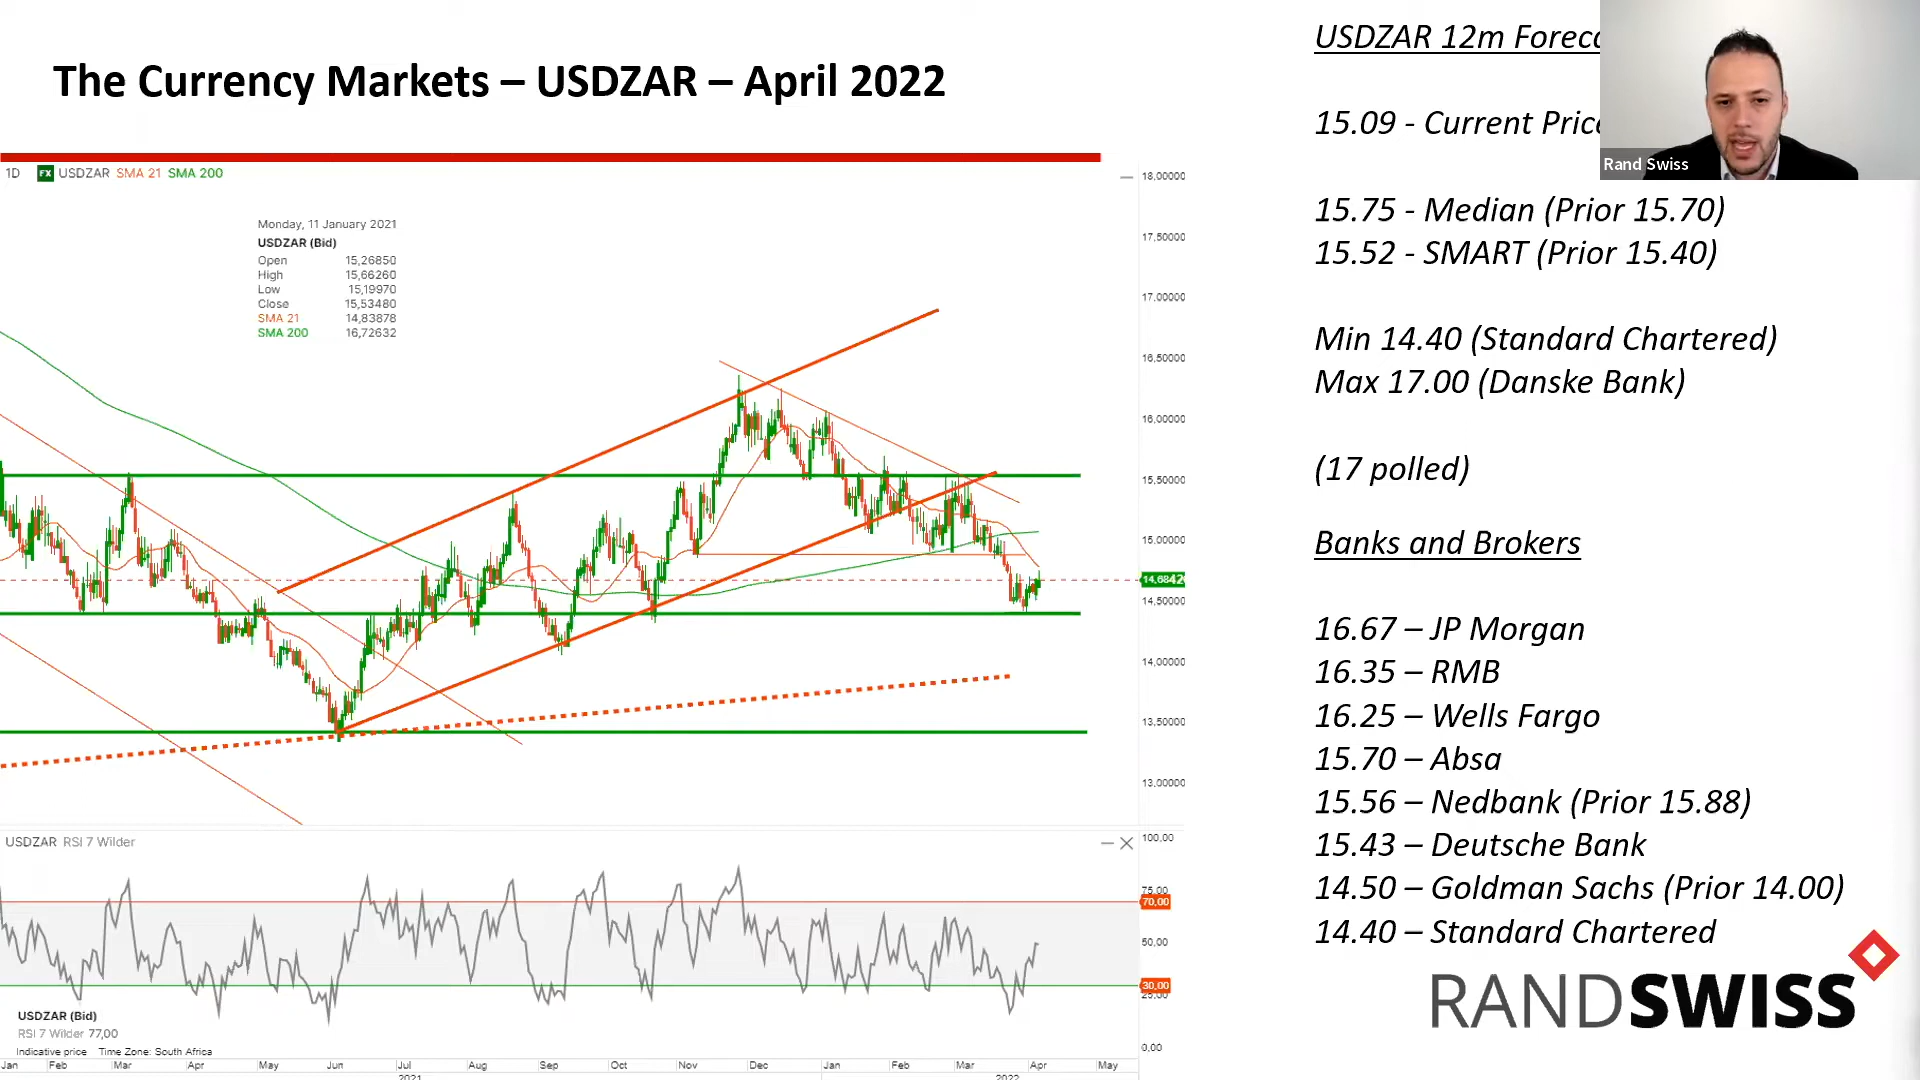 The Currency Markets – USDZAR – April 2022
1D FX USDZAR SMA 21 SMA 200
Monday, 11 January 2021
USDZAR (Bid)
Open 15,26850
High 15,66260
Low 15,19970
Close 15,53480
SMA 21 14,83878
SMA 200 16,72632
18,00000
17,50000
17,00000
16,50000
16,00000
15,50000
15,00000
14,68420
14,50000
14,00000
13,50000
13,00000
USDZAR RSI 7 Wilder
100,00
75,00
70,00
50,00
30,00
25,00
0,00
USDZAR (Bid)
RSI 7 Wilder 77,00
Indicative price Time Zone: South Africa
Jan Feb Mar Apr May Jun Jul Aug Sep Oct Nov Dec Jan Feb Mar Apr May
2021 2022
USDZAR 12m
15.09 - Current
15.75 - Median (Prior 15.70)
15.52 - SMART (Prior 15.40)
Min 14.40 (Standard Chartered)
Max 17.00 (Danske Bank)
(17 polled)
Banks and Brokers
16.67 – JP Morgan
16.35 – RMB
16.25 – Wells Fargo
15.70 – Absa
15.56 – Nedbank (Prior 15.88)
15.43 – Deutsche Bank
14.50 – Goldman Sachs (Prior 14.00)
14.40 – Standard Chartered
RANDSWISS
Rand Swiss